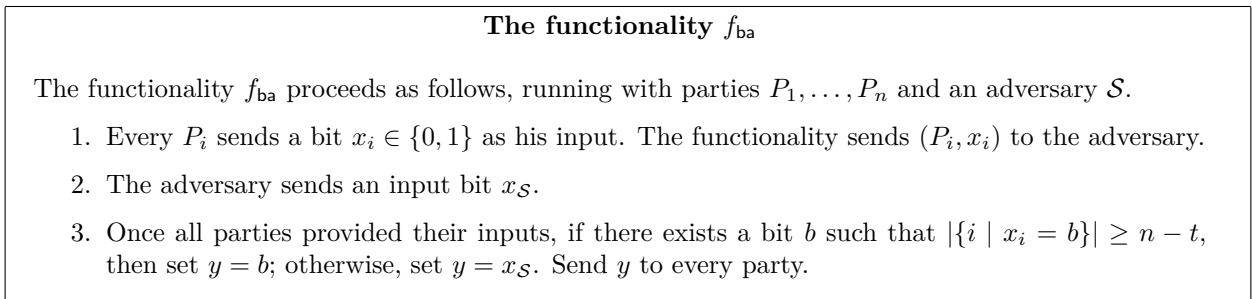 The functionality f_ba
The functionality f_ba proceeds as follows, running with parties P_1, . . . , P_n and an adversary 𝒮.
1. Every P_i sends a bit x_i ∈ {0, 1} as his input. The functionality sends (P_i, x_i) to the adversary.
2. The adversary sends an input bit x_𝒮.
3. Once all parties provided their inputs, if there exists a bit b such that |{i | x_i = b}| ≥ n − t,
then set y = b; otherwise, set y = x_𝒮. Send y to every party.